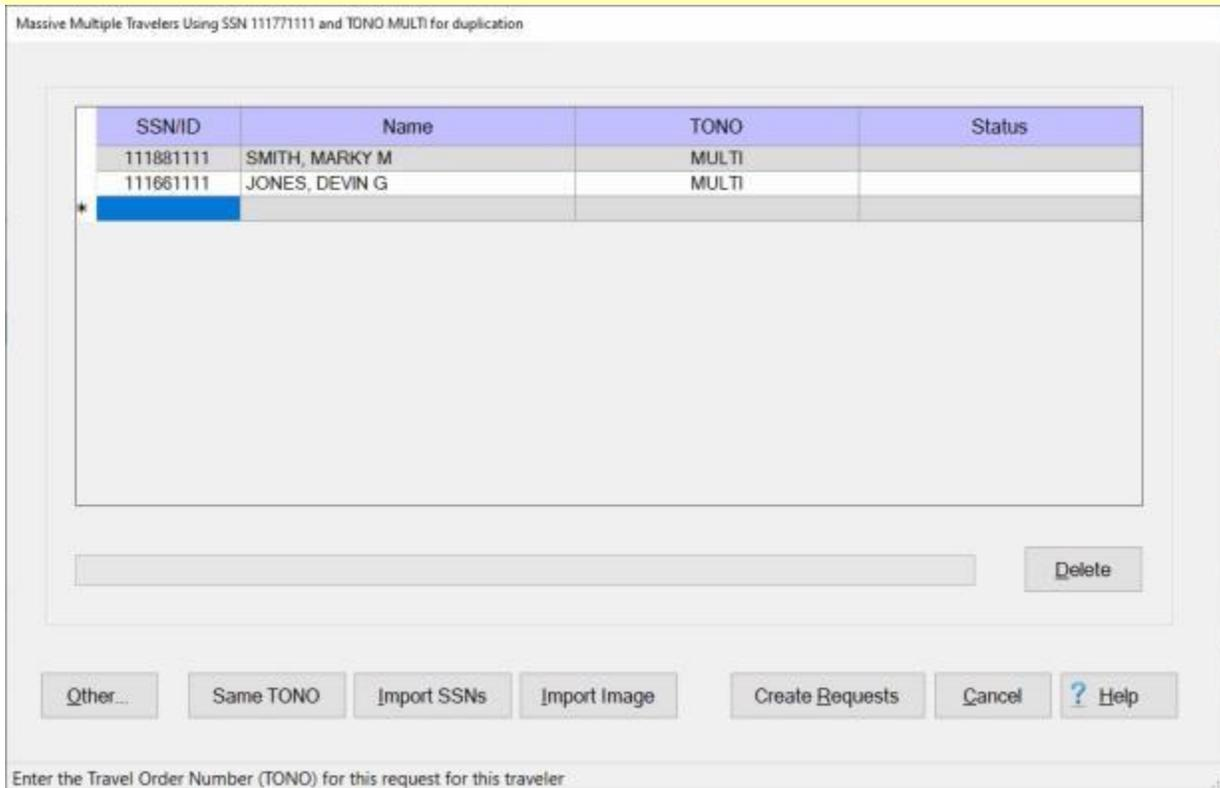 Massive Multiple Travelers Using SSN 111771111 and TONO MULTI for duplication
SSN/ID Name TONO Status
111881111 SMITH, MARKY M MULTI
111661111 JONES, DEVIN G MULTI
*
Delete
Other... Same TONO Import SSNs Import Image Create Requests Cancel ? Help
Enter the Travel Order Number (TONO) for this request for this traveler